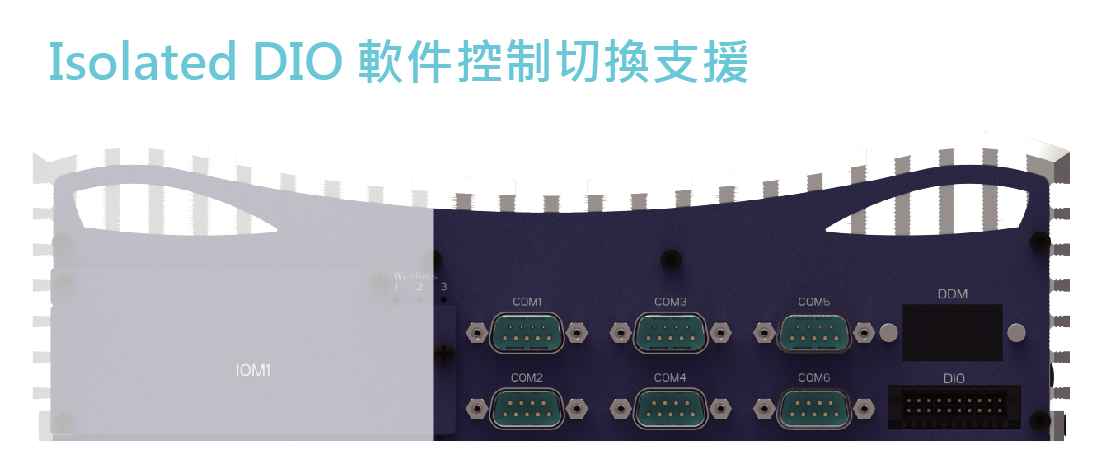 Isolated DIO 軟件控制切換支援
Wireless
1 2 3
COM1 COM3 COM5 DDM
IOM1
COM2 COM4 COM6 DIO